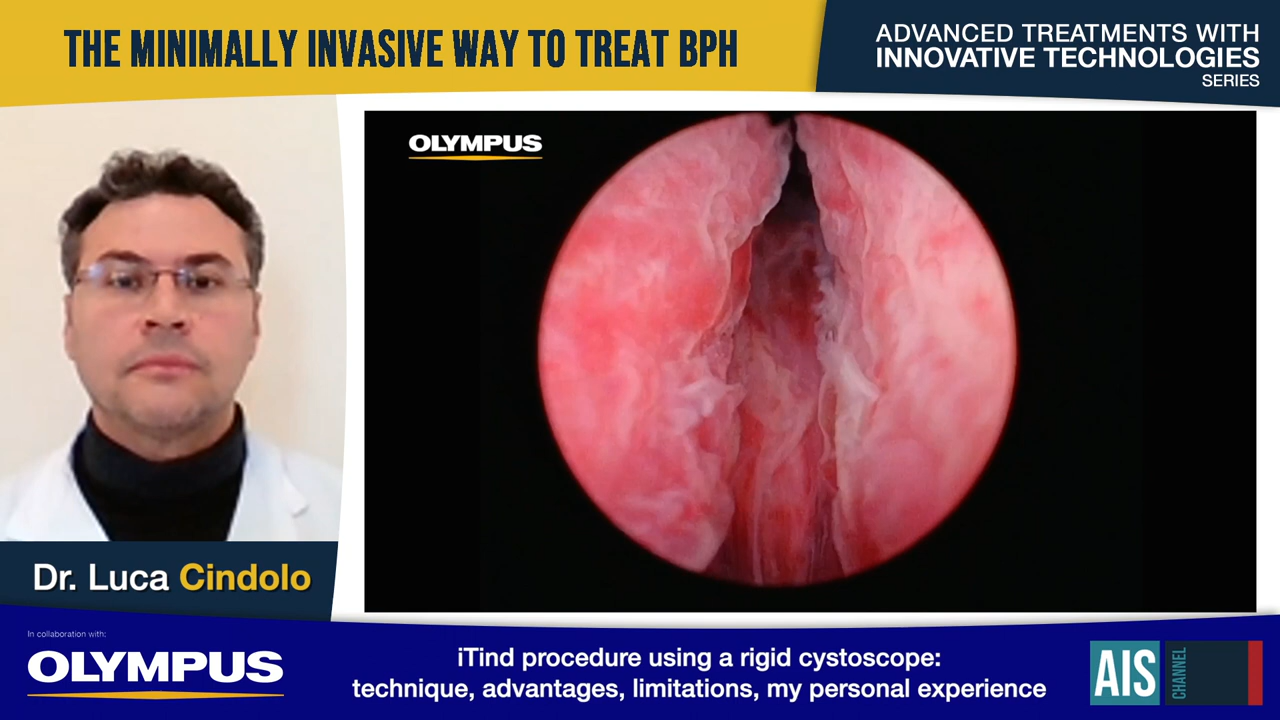 THE MINIMALLY INVASIVE WAY TO TREAT BPH
ADVANCED TREATMENTS WITH
INNOVATIVE TECHNOLOGIES
SERIES
OLYMPUS
Dr. Luca Cindolo
In collaboration with:
OLYMPUS
iTind procedure using a rigid cystoscope:
technique, advantages, limitations, my personal experience
AIS
CHANNEL